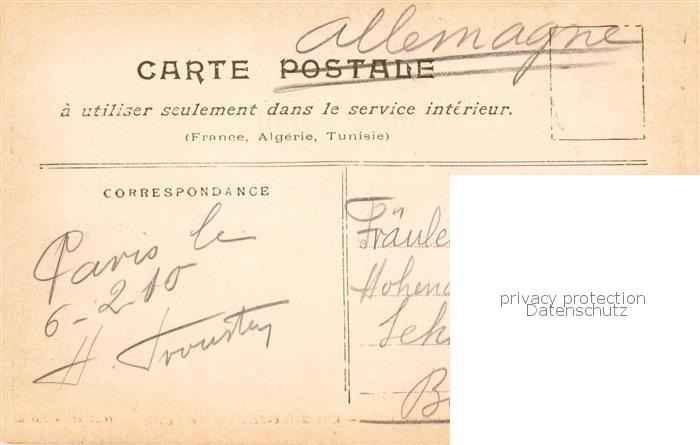 allemagne
CARTE POSTALE
à utiliser seulement dans le service intérieur.
(France, Algérie, Tunisie)
CORRESPONDANCE
Paris le
6-2.10
H.
privacy protection
Datenschutz